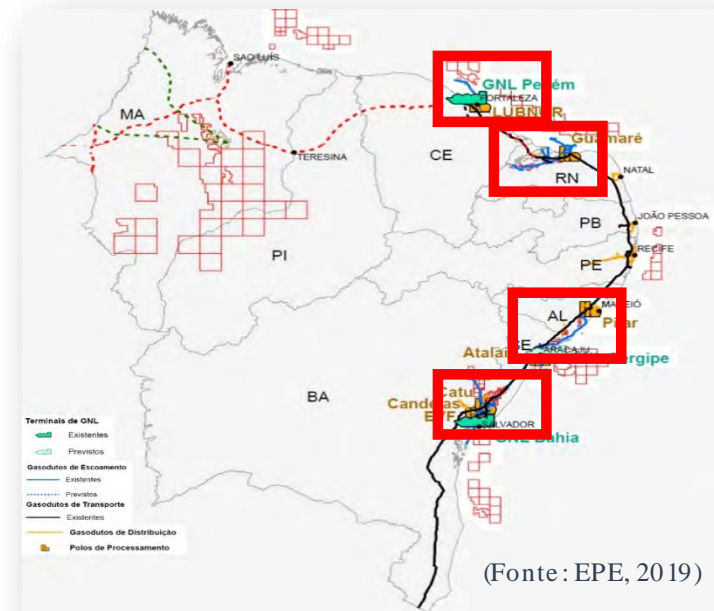 SAO LUÍS
MA
TERESINA
PI
CE
GNL Pecém
FORTALEZA
LUBNOR
Guamaré
RN
NATAL
PB
JOÃO PESSOA
PE
RECIFE
AL
MACEIÓ
Pilar
SE
ARACAJU
Atalaia
Sergipe
BA
Catu
Candeias
SALVADOR
GNL Bahia
Terminais de GNL
Existentes
Previstos
Gasodutos de Escoamento
Existentes
Previstos
Gasodutos de Transporte
Existentes
Gasodutos de Distribuição
Polos de Processamento
(Fonte: EPE, 2019)